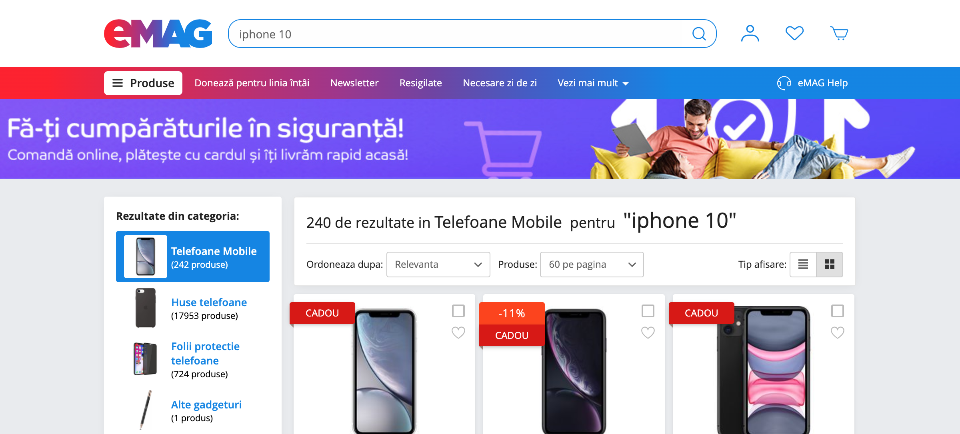 eMAG
iphone 10
Produse
Donează pentru linia întâi
Newsletter
Resigilate
Necesare zi de zi
Vezi mai mult
eMAG Help
Fă-ți cumpărăturile în siguranță!
Comandă online, plătește cu cardul și îți livrăm rapid acasă!
Rezultate din categoria:
Telefoane Mobile
(242 produse)
Huse telefoane
(17953 produse)
Folii protectie
telefoane
(724 produse)
Alte gadgeturi
(1 produs)
240 de rezultate in Telefoane Mobile pentru "iphone 10"
Ordoneaza dupa: Relevanta
Produse: 60 pe pagina
Tip afisare:
CADOU
-11%
CADOU
CADOU